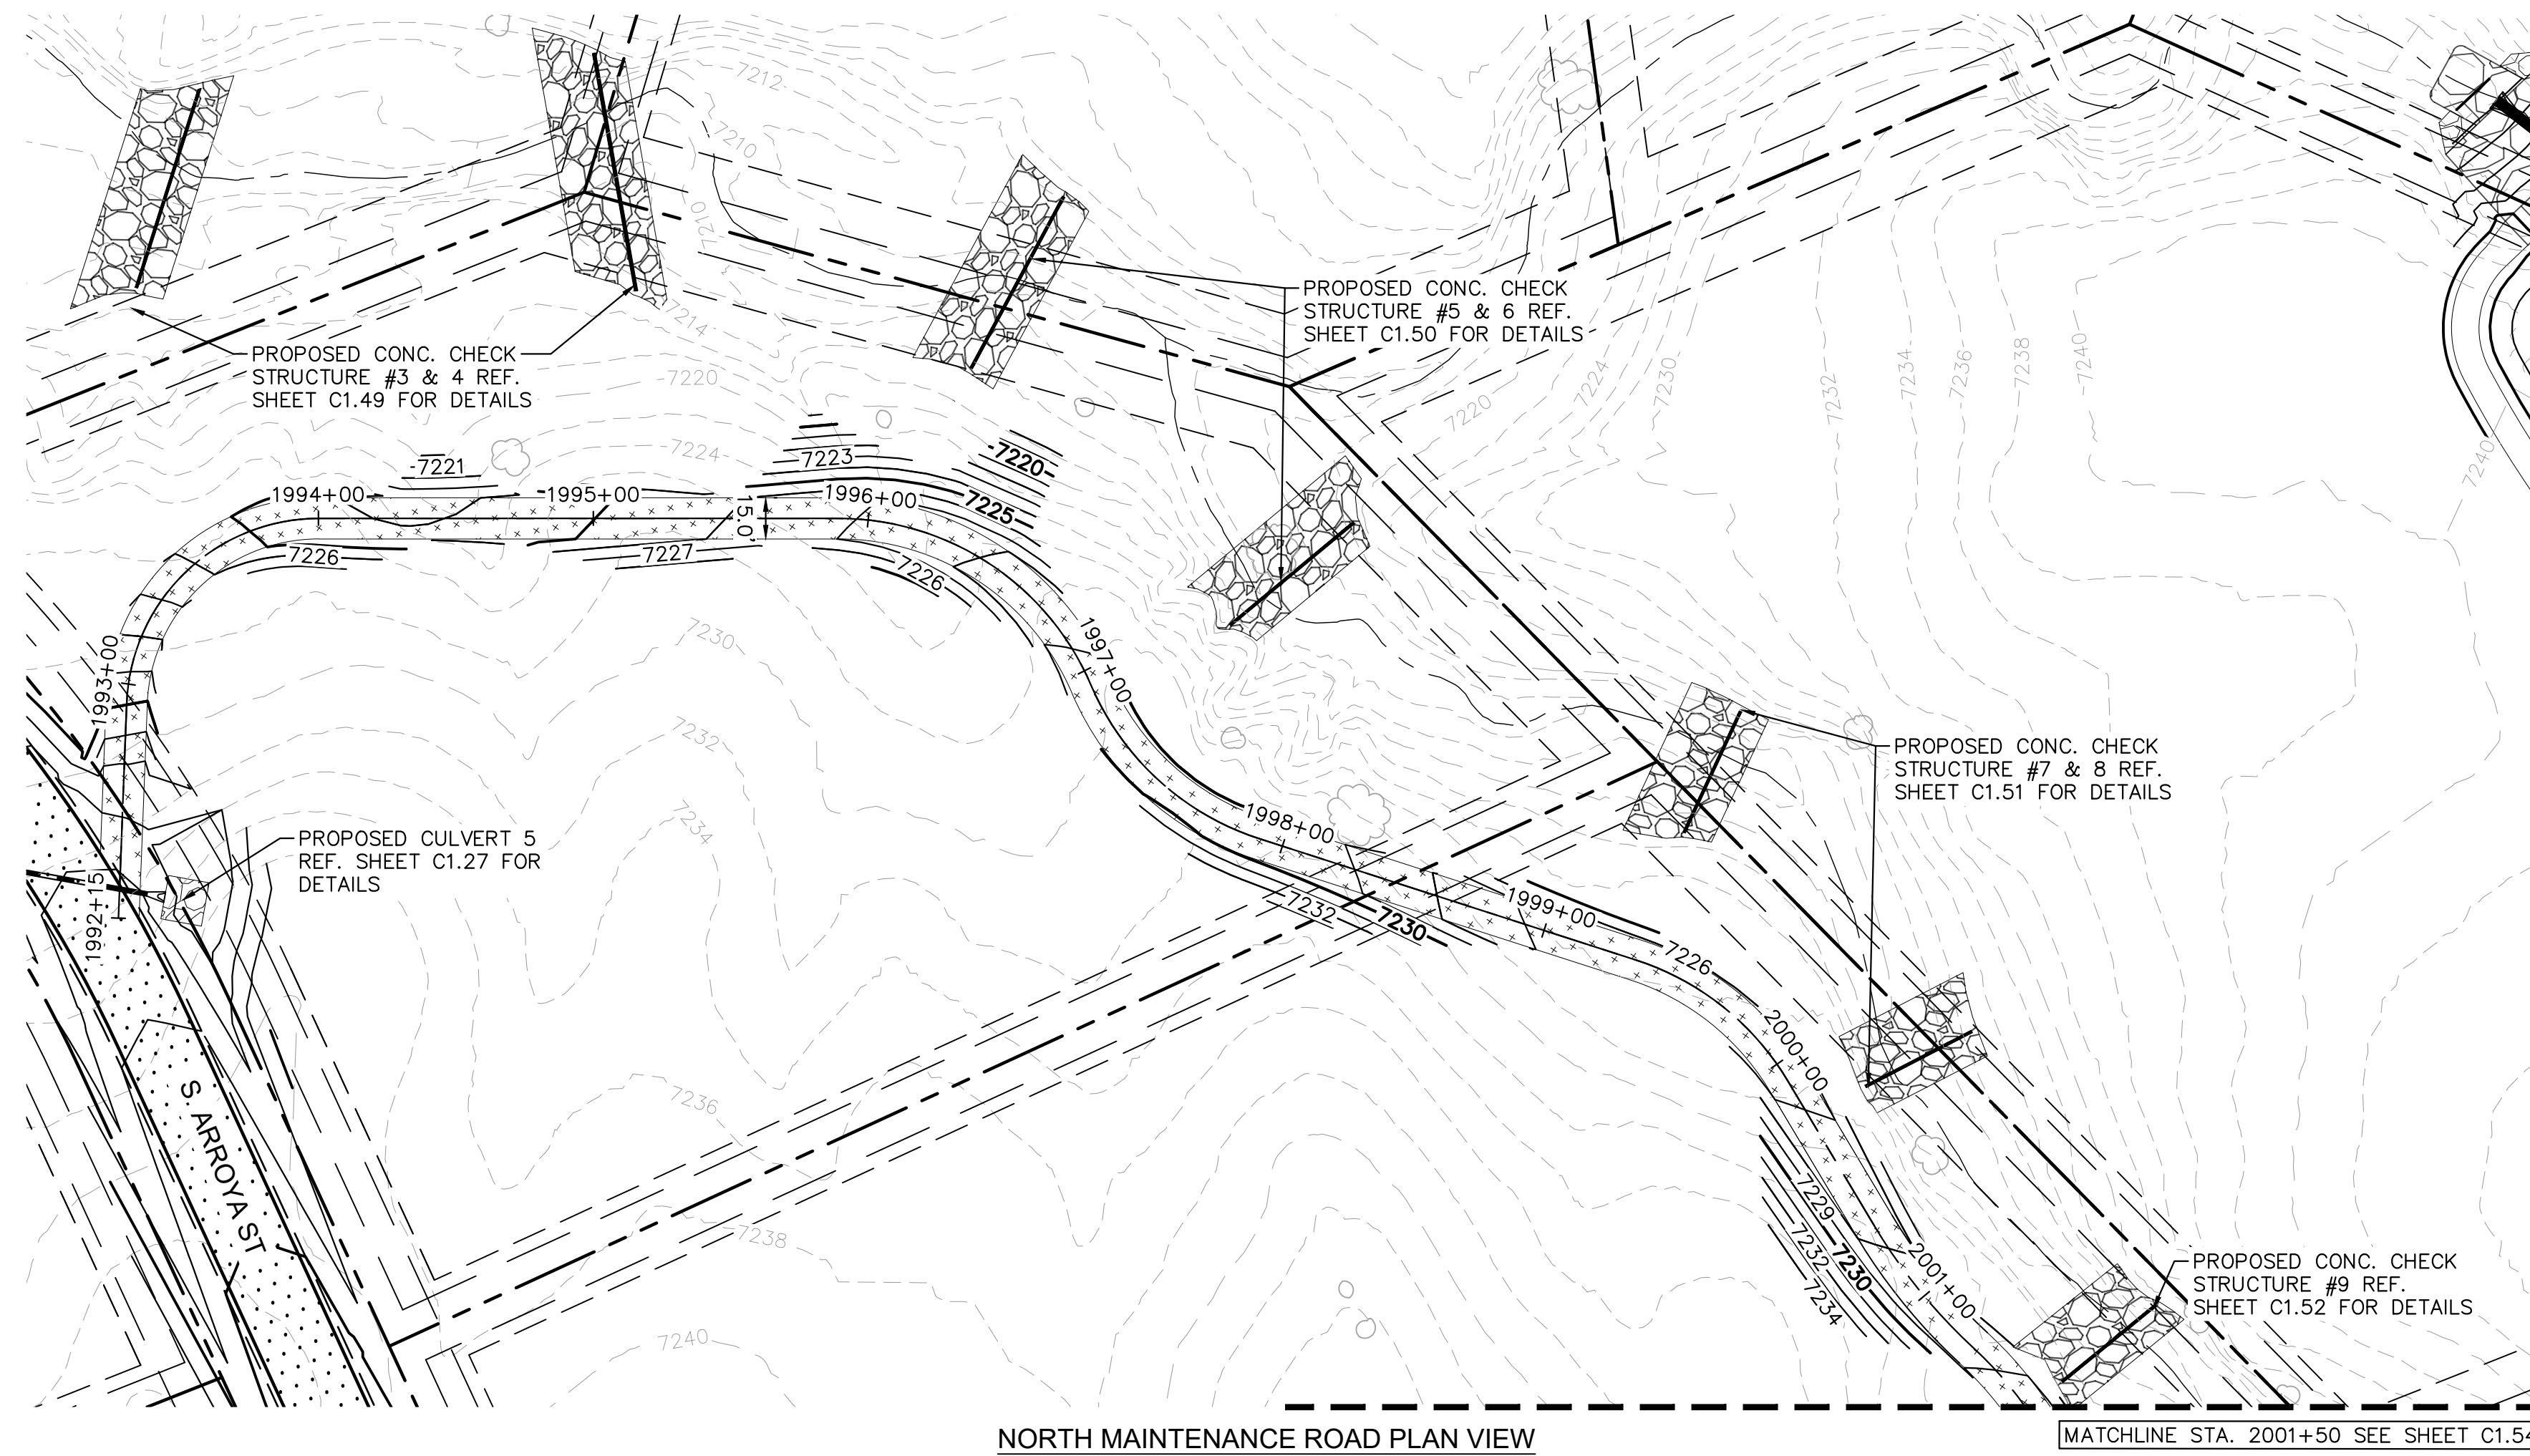 7212
7210
7210
7214
PROPOSED CONC. CHECK
STRUCTURE #5 & 6 REF.
SHEET C1.50 FOR DETAILS
PROPOSED CONC. CHECK
STRUCTURE #3 & 4 REF.
SHEET C1.49 FOR DETAILS
7220
7224
7220
7224
7230
7232
7234
7236
7238
7240
7240
7221
7223
7220
7225
1994+00
1995+00
1996+00
15.0'
7226
7227
7226
7230
7232
7234
1993+00
1997+00
1998+00
PROPOSED CONC. CHECK
STRUCTURE #7 & 8 REF.
SHEET C1.51 FOR DETAILS
PROPOSED CULVERT 5
REF. SHEET C1.27 FOR
DETAILS
1992+15
7232
7230
1999+00
7226
2000+00
S. ARROYA ST
7236
7238
7240
7229
7230
7232
7234
2001+00
PROPOSED CONC. CHECK
STRUCTURE #9 REF.
SHEET C1.52 FOR DETAILS
NORTH MAINTENANCE ROAD PLAN VIEW
MATCHLINE STA. 2001+50 SEE SHEET C1.54